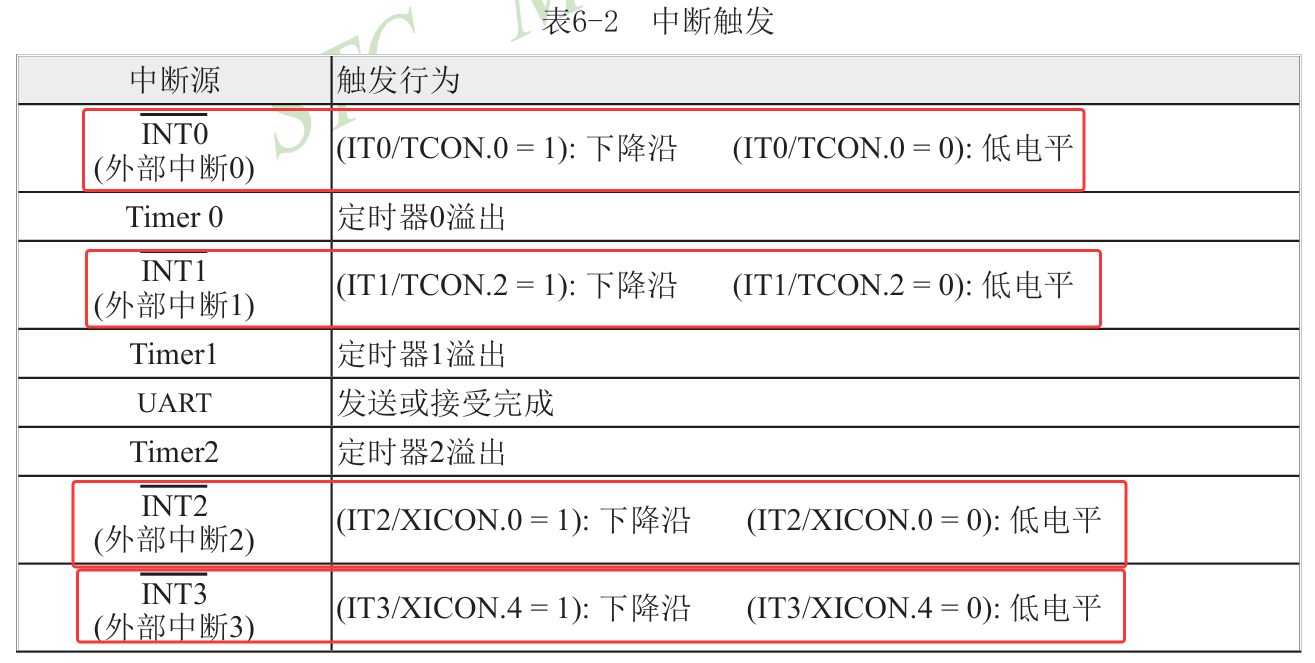 表6-2 中断触发
中断源 触发行为
INT0
(外部中断0)
(IT0/TCON.0 = 1): 下降沿 (IT0/TCON.0 = 0): 低电平
Timer 0 定时器0溢出
INT1
(外部中断1)
(IT1/TCON.2 = 1): 下降沿 (IT1/TCON.2 = 0): 低电平
Timer1 定时器1溢出
UART 发送或接受完成
Timer2 定时器2溢出
INT2
(外部中断2)
(IT2/XICON.0 = 1): 下降沿 (IT2/XICON.0 = 0): 低电平
INT3
(外部中断3)
(IT3/XICON.4 = 1): 下降沿 (IT3/XICON.4 = 0): 低电平
STC M